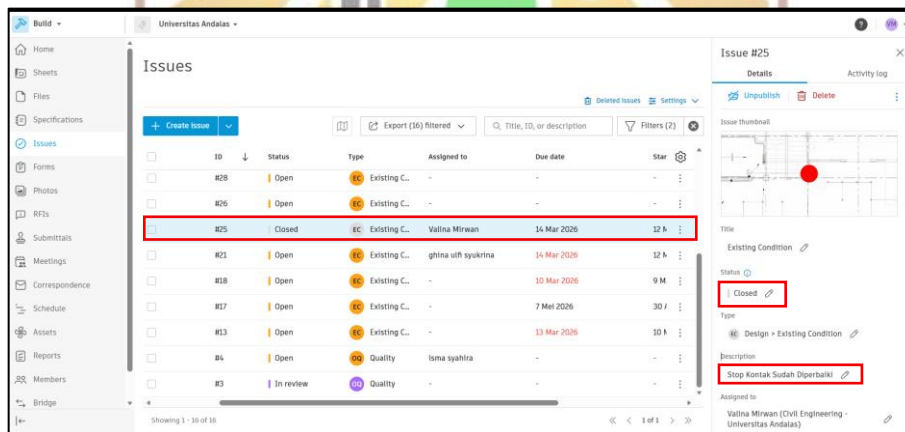 Build
Universitas Andalas
VM
Home
Sheets
Files
Specifications
Issues
Forms
Photos
RFIs
Submittals
Meetings
Correspondence
Schedule
Assets
Reports
Members
Bridge
Issues
Deleted issues Settings
+ Create issue Export (16) filtered Title, ID, or description Filters (2)
ID Status Type Assigned to Due date Star
#28 Open EC Existing C... - - -
#26 Open EC Existing C... - - -
#25 Closed EC Existing C... Valina Mirwan 14 Mar 2026 12 M
#21 Open EC Existing C... ghina ulfi syukrina 14 Mar 2026 12 M
#18 Open EC Existing C... - 10 Mar 2026 9 M
#17 Open EC Existing C... - 7 Mei 2026 30 /
#13 Open EC Existing C... - 13 Mar 2026 10 M
#4 Open OQ Quality Isma syahira - -
#3 In review OQ Quality - - -
Showing 1 - 16 of 16 1 of 1
Issue #25
Details Activity log
Unpublish Delete
Issue thumbnail
Title
Existing Condition
Status
Closed
Type
EC Design > Existing Condition
Description
Stop Kontak Sudah Diperbaiki
Assigned to
Valina Mirwan (Civil Engineering -
Universitas Andalas)